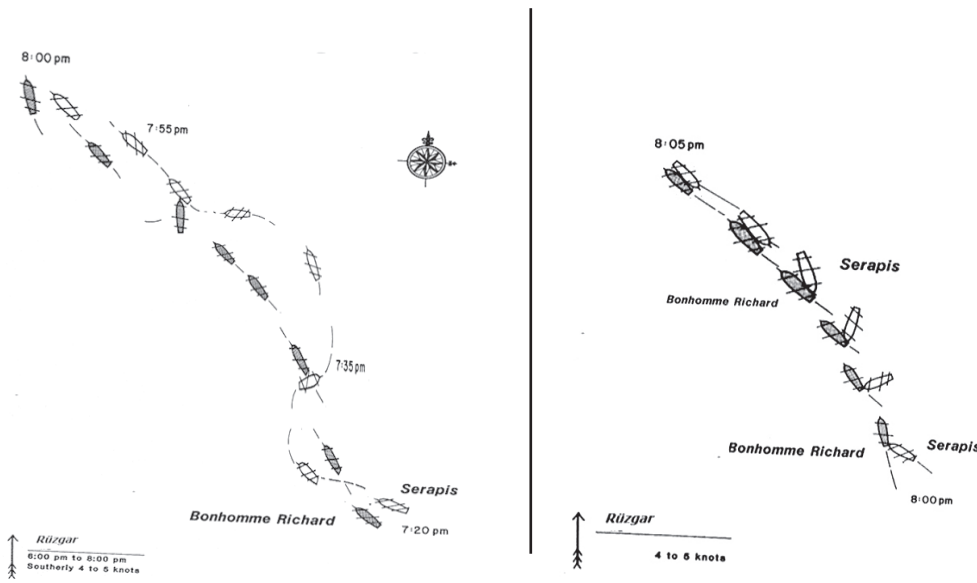 8:00 pm
7:55 pm
7:35 pm
Serapis
Bonhomme Richard
7:20 pm
Rüzgar
6:00 pm to 8:00 pm
Southerly 4 to 5 knots
8:05 pm
Serapis
Bonhomme Richard
Bonhomme Richard
Serapis
8:00 pm
Rüzgar
4 to 5 knots